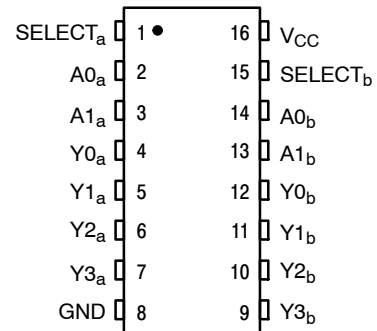 SELECTa 1 16 VCC
A0a 2 15 SELECTb
A1a 3 14 A0b
Y0a 4 13 A1b
Y1a 5 12 Y0b
Y2a 6 11 Y1b
Y3a 7 10 Y2b
GND 8 9 Y3b